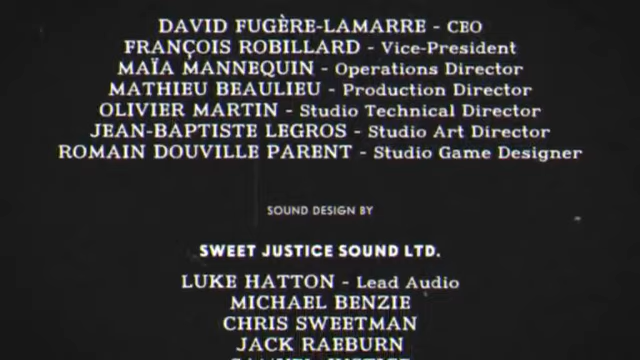 DAVID FUGÈRE-LAMARRE - CEO
FRANÇOIS ROBILLARD - Vice-President
MAÏA MANNEQUIN - Operations Director
MATHIEU BEAULIEU - Production Director
OLIVIER MARTIN - Studio Technical Director
JEAN-BAPTISTE LEGROS - Studio Art Director
ROMAIN DOUVILLE PARENT - Studio Game Designer
SOUND DESIGN BY
SWEET JUSTICE SOUND LTD.
LUKE HATTON - Lead Audio
MICHAEL BENZIE
CHRIS SWEETMAN
JACK RAEBURN